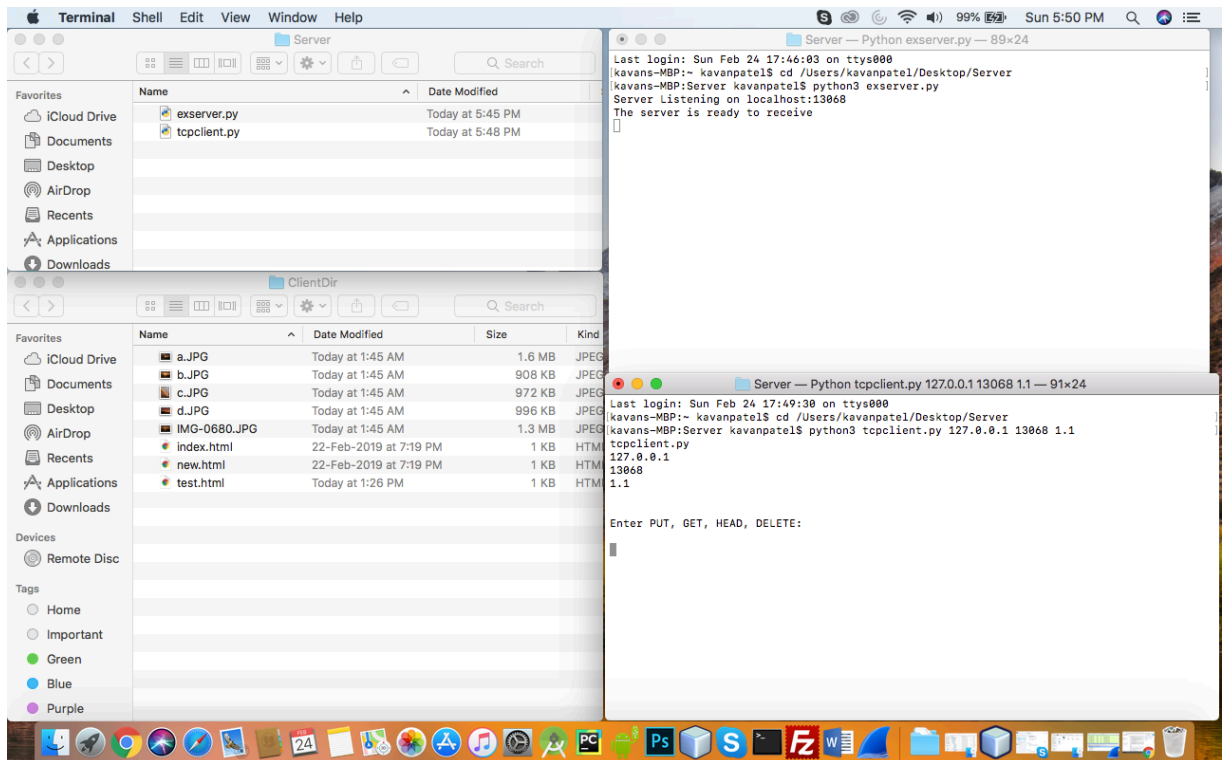 Terminal Shell Edit View Window Help 99% Sun 5:50 PM
Server
Search
Favorites
iCloud Drive
Documents
Desktop
AirDrop
Recents
Applications
Downloads
Name Date Modified
exserver.py Today at 5:45 PM
tcpclient.py Today at 5:48 PM
Server — Python exserver.py — 89×24
Last login: Sun Feb 24 17:46:03 on ttys000
[kavans-MBP:~ kavanpatel$ cd /Users/kavanpatel/Desktop/Server ]
[kavans-MBP:Server kavanpatel$ python3 exserver.py ]
Server Listening on localhost:13068
The server is ready to receive
ClientDir
Search
Favorites
iCloud Drive
Documents
Desktop
AirDrop
Recents
Applications
Downloads
Devices
Remote Disc
Tags
Home
Important
Green
Blue
Purple
Name Date Modified Size Kind
a.JPG Today at 1:45 AM 1.6 MB JPEG
b.JPG Today at 1:45 AM 908 KB JPEG
c.JPG Today at 1:45 AM 972 KB JPEG
d.JPG Today at 1:45 AM 996 KB JPEG
IMG-0680.JPG Today at 1:45 AM 1.3 MB JPEG
index.html 22-Feb-2019 at 7:19 PM 1 KB HTM
new.html 22-Feb-2019 at 7:19 PM 1 KB HTM
test.html Today at 1:26 PM 1 KB HTM
Server — Python tcpclient.py 127.0.0.1 13068 1.1 — 91×24
Last login: Sun Feb 24 17:49:30 on ttys000
[kavans-MBP:~ kavanpatel$ cd /Users/kavanpatel/Desktop/Server ]
[kavans-MBP:Server kavanpatel$ python3 tcpclient.py 127.0.0.1 13068 1.1 ]
tcpclient.py
127.0.0.1
13068
1.1
Enter PUT, GET, HEAD, DELETE:
FEB
24
PC
Ps
S
Fz
W